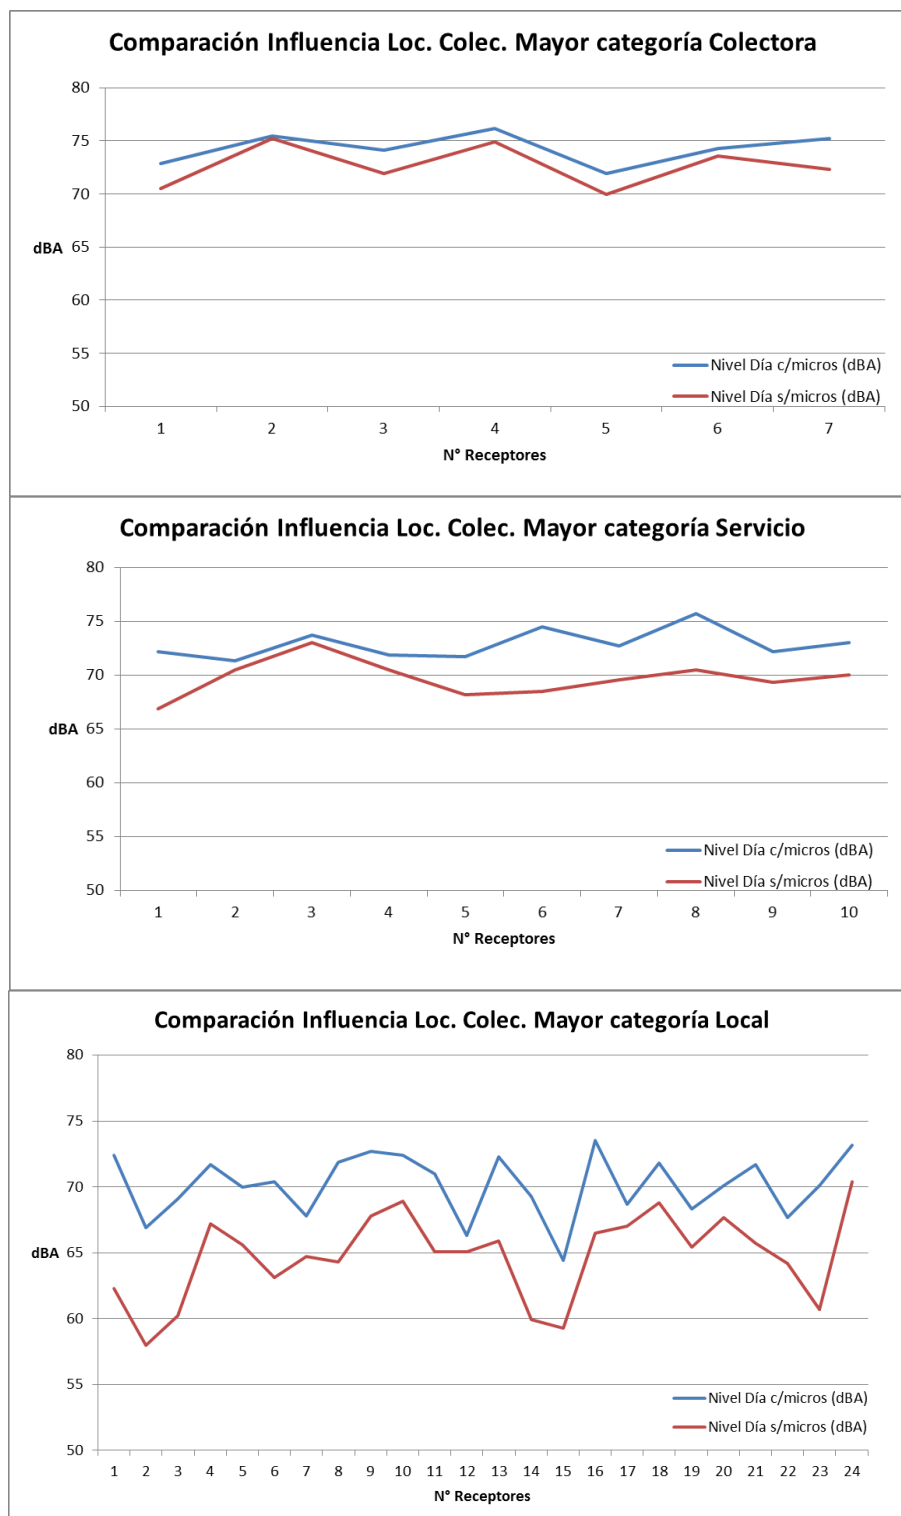 Comparación Influencia Loc. Colec. Mayor categoría Colectora
80
75
70
65
60
55
50
dBA
Nivel Día c/micros (dBA)
Nivel Día s/micros (dBA)
1 2 3 4 5 6 7
N° Receptores
Comparación Influencia Loc. Colec. Mayor categoría Servicio
80
75
70
65
60
55
50
dBA
Nivel Día c/micros (dBA)
Nivel Día s/micros (dBA)
1 2 3 4 5 6 7 8 9 10
N° Receptores
Comparación Influencia Loc. Colec. Mayor categoría Local
80
75
70
65
60
55
50
dBA
Nivel Día c/micros (dBA)
Nivel Día s/micros (dBA)
1 2 3 4 5 6 7 8 9 10 11 12 13 14 15 16 17 18 19 20 21 22 23 24
N° Receptores